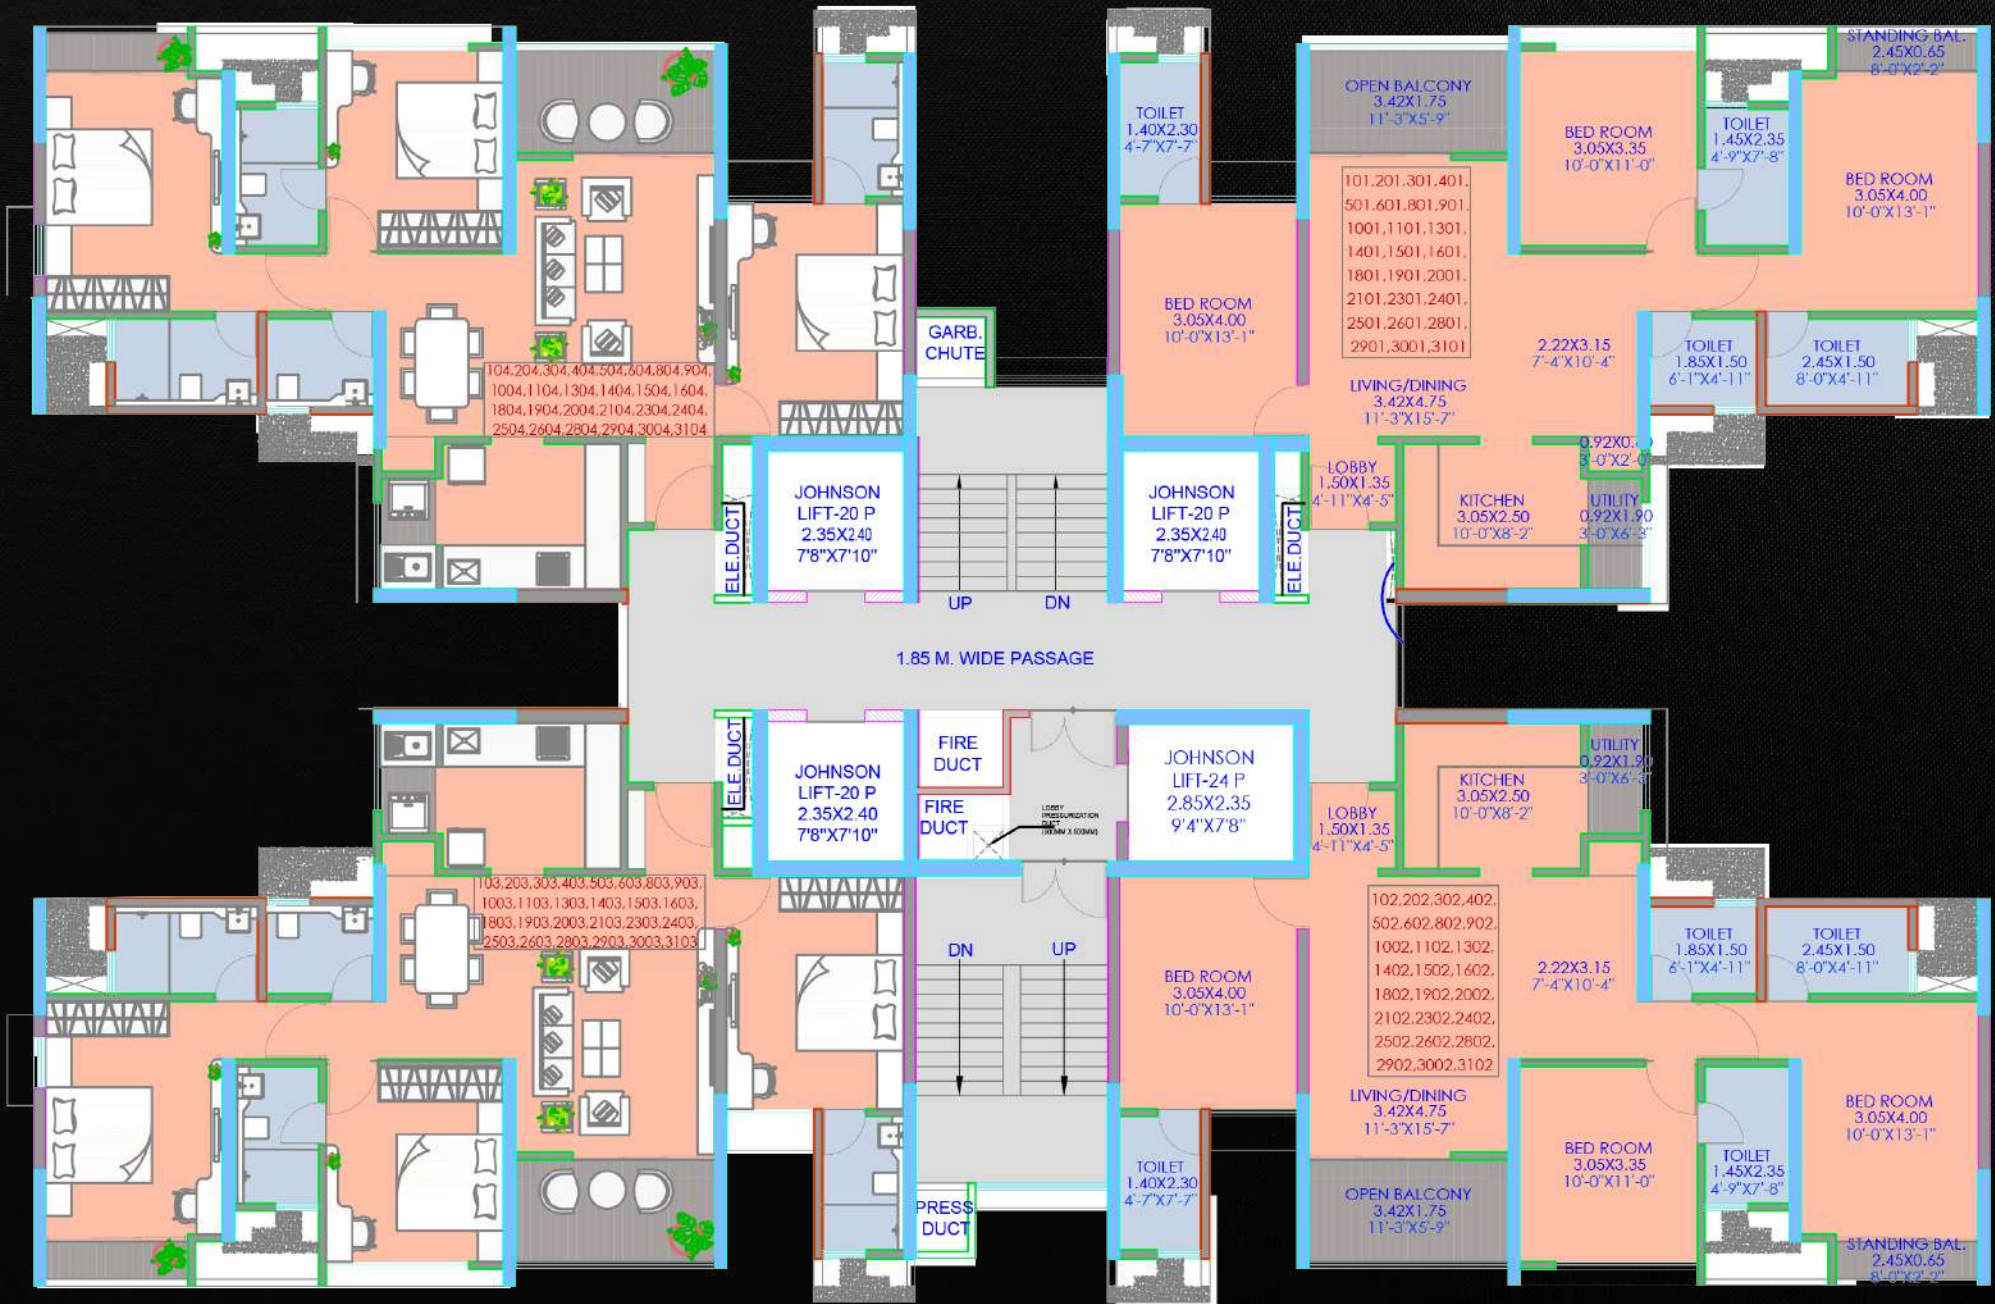 104,204,304,404,504,604,804,904,
1004,1104,1304,1404,1504,1604,
1804,1904,2004,2104,2304,2404,
2504,2604,2804,2904,3004,3104
GARB.
CHUTE
JOHNSON
LIFT-20 P
2.35X2.40
7'8"X7'10"
ELE.DUCT
UP
DN
TOILET
1.40X2.30
4'-7"X7'-7"
OPEN BALCONY
3.42X1.75
11'-3"X5'-9"
BED ROOM
3.05X3.35
10'-0"X11'-0"
TOILET
1.45X2.35
4'-9"X7'-8"
STANDING BAL.
2.45X0.65
8'-0"X2'-2"
BED ROOM
3.05X4.00
10'-0"X13'-1"
101,201,301,401,
501,601,801,901,
1001,1101,1301,
1401,1501,1601,
1801,1901,2001,
2101,2301,2401,
2501,2601,2801,
2901,3001,3101
BED ROOM
3.05X4.00
10'-0"X13'-1"
2.22X3.15
7'-4"X10'-4"
TOILET
1.85X1.50
6'-1"X4'-11"
TOILET
2.45X1.50
8'-0"X4'-11"
LIVING/DINING
3.42X4.75
11'-3"X15'-7"
JOHNSON
LIFT-20 P
2.35X2.40
7'8"X7'10"
ELE.DUCT
LOBBY
1.50X1.35
4'-11"X4'-5"
KITCHEN
3.05X2.50
10'-0"X8'-2"
3'-0"X2'-0"
UTILITY
0.92X1.90
3'-0"X6'-3"
1.85 M. WIDE PASSAGE
ELE.DUCT
JOHNSON
LIFT-20 P
2.35X2.40
7'8"X7'10"
FIRE
DUCT
FIRE
DUCT
LOBBY
PRESSURIZATION
DUCT
JOHNSON
LIFT-24 P
2.85X2.35
9'4"X7'8"
LOBBY
1.50X1.35
4'-11"X4'-5"
KITCHEN
3.05X2.50
10'-0"X8'-2"
UTILITY
0.92X1.90
3'-0"X6'-3"
103,203,303,403,503,603,803,903,
1003,1103,1303,1403,1503,1603,
1803,1903,2003,2103,2303,2403,
2503,2603,2803,2903,3003,3103
DN
UP
BED ROOM
3.05X4.00
10'-0"X13'-1"
102,202,302,402,
502,602,802,902,
1002,1102,1302,
1402,1502,1602,
1802,1902,2002,
2102,2302,2402,
2502,2602,2802,
2902,3002,3102
2.22X3.15
7'-4"X10'-4"
TOILET
1.85X1.50
6'-1"X4'-11"
TOILET
2.45X1.50
8'-0"X4'-11"
LIVING/DINING
3.42X4.75
11'-3"X15'-7"
BED ROOM
3.05X4.00
10'-0"X13'-1"
PRESS
DUCT
TOILET
1.40X2.30
4'-7"X7'-7"
OPEN BALCONY
3.42X1.75
11'-3"X5'-9"
BED ROOM
3.05X3.35
10'-0"X11'-0"
TOILET
1.45X2.35
4'-9"X7'-8"
STANDING BAL.
2.45X0.65
8'-0"X2'-2"